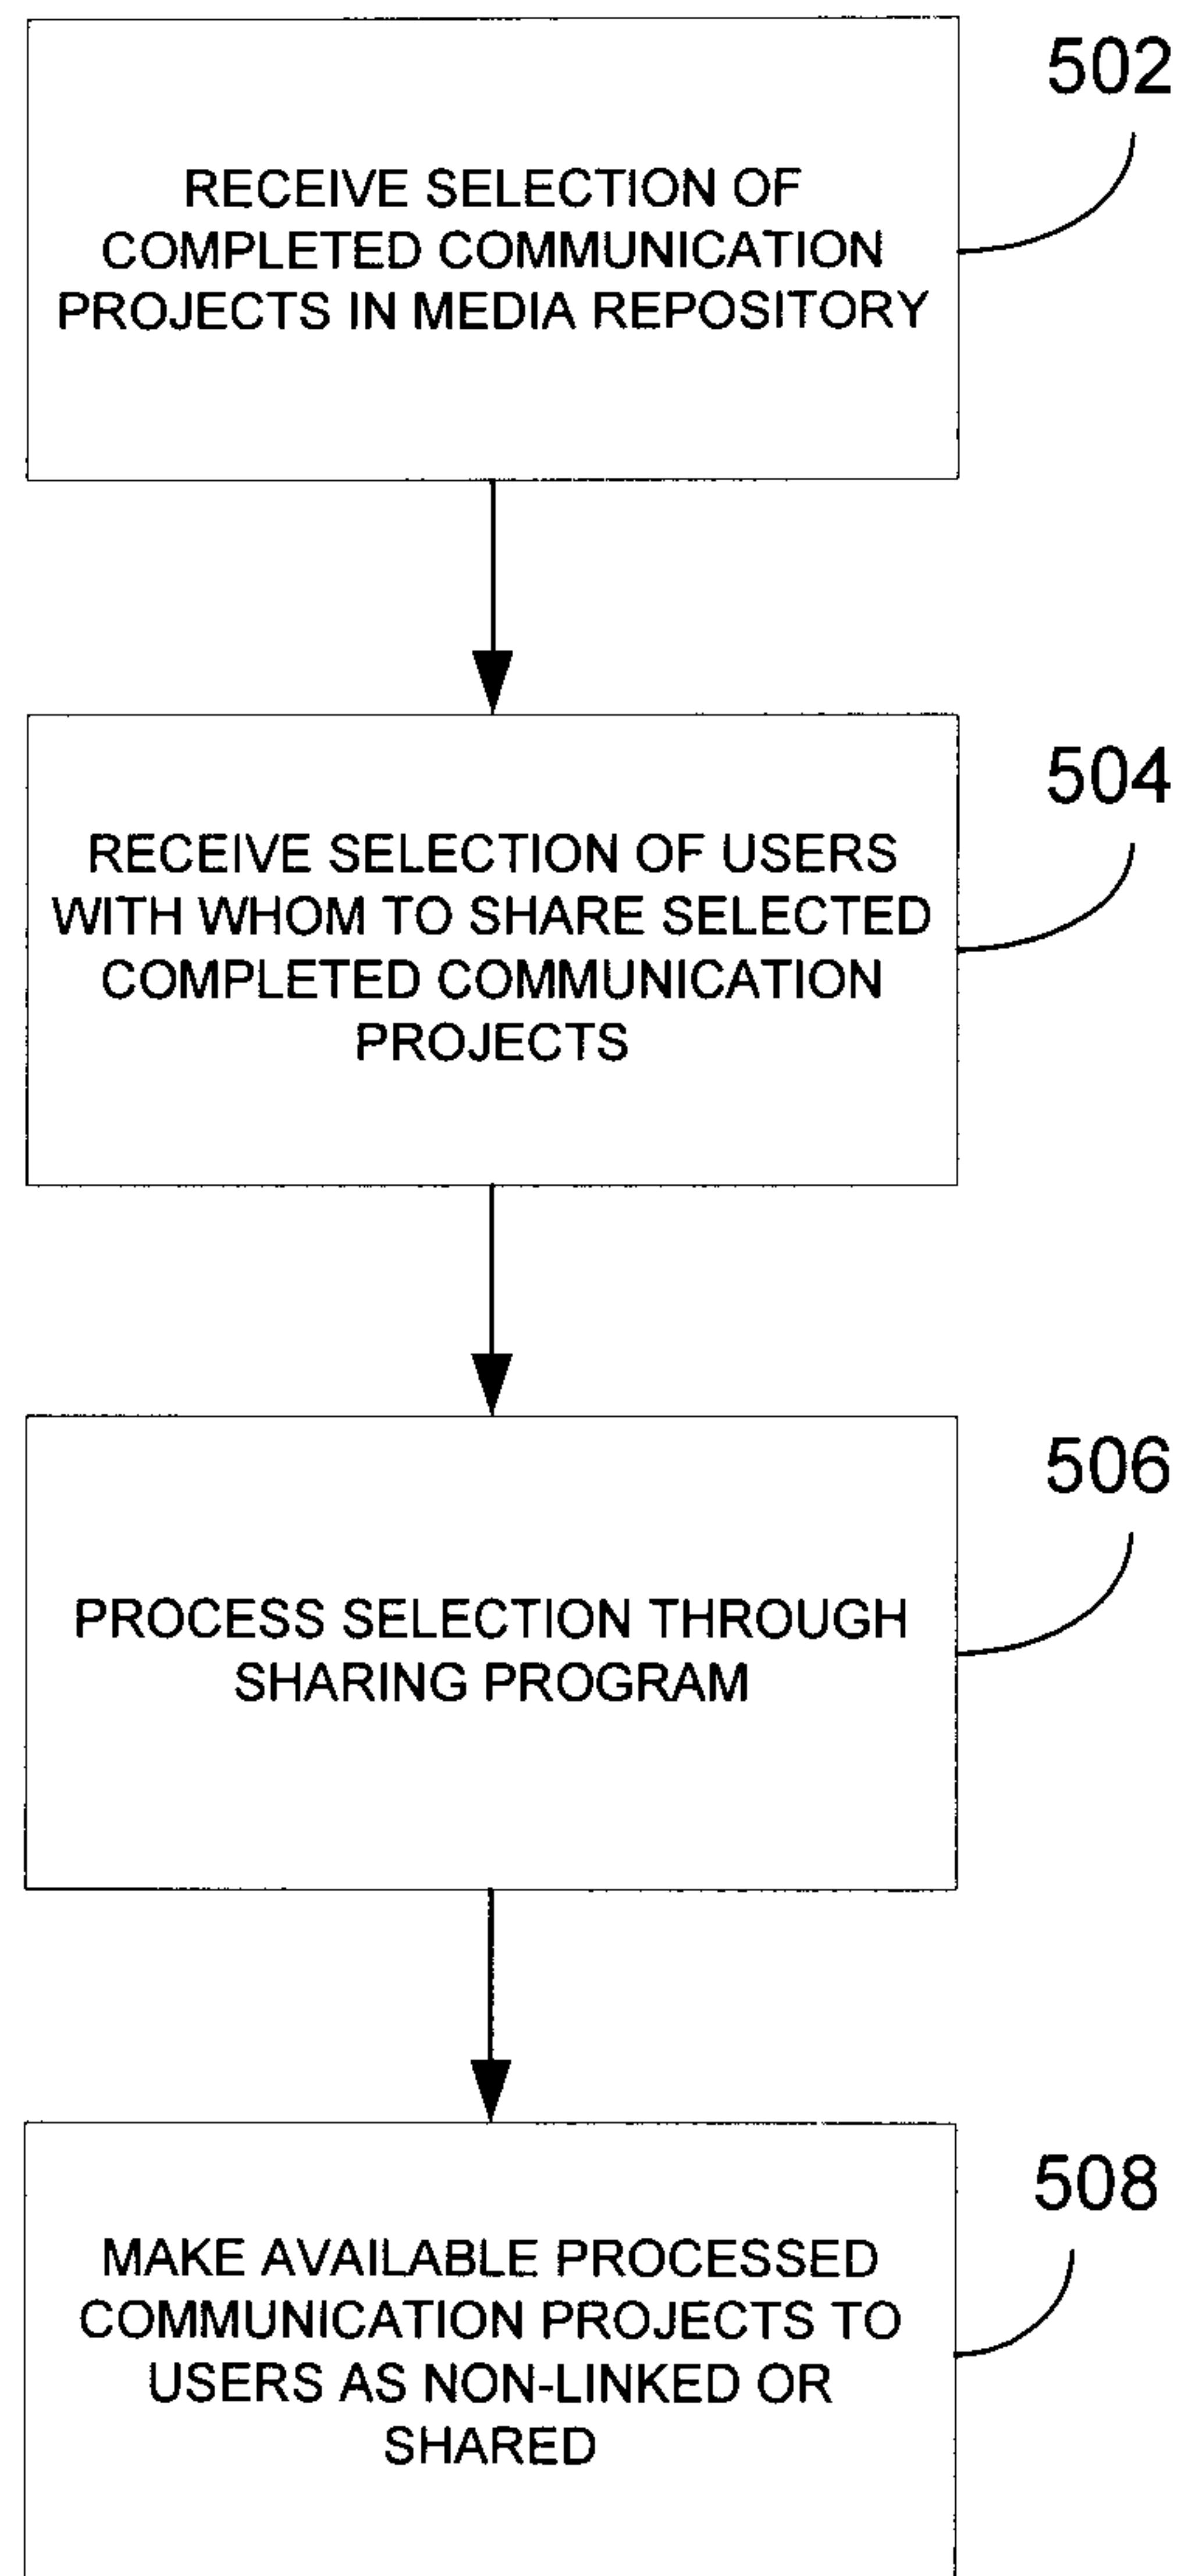 502
RECEIVE SELECTION OF
COMPLETED COMMUNICATION
PROJECTS IN MEDIA REPOSITORY
504
RECEIVE SELECTION OF USERS
WITH WHOM TO SHARE SELECTED
COMPLETED COMMUNICATION
PROJECTS
506
PROCESS SELECTION THROUGH
SHARING PROGRAM
508
MAKE AVAILABLE PROCESSED
COMMUNICATION PROJECTS TO
USERS AS NON-LINKED OR
SHARED